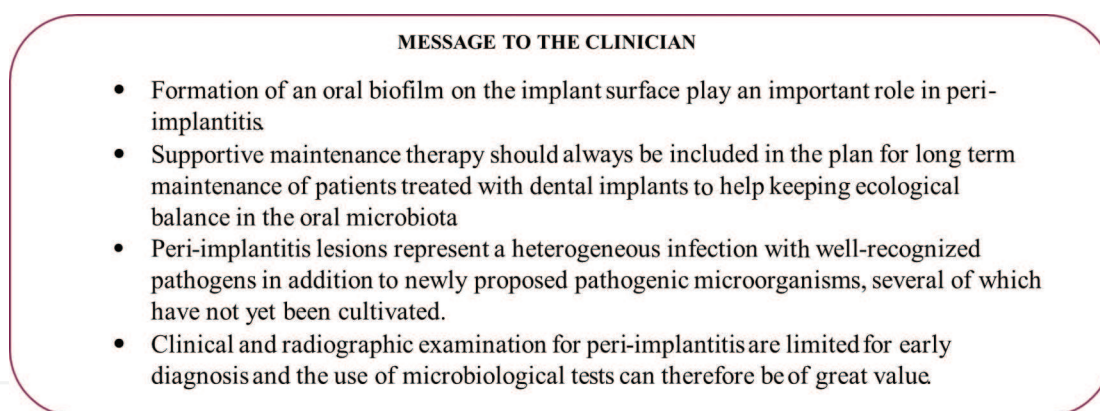 MESSAGE TO THE CLINICIAN
• Formation of an oral biofilm on the implant surface play an important role in peri-
implantitis.
• Supportive maintenance therapy should always be included in the plan for long term
maintenance of patients treated with dental implants to help keeping ecological
balance in the oral microbiota
• Peri-implantitis lesions represent a heterogeneous infection with well-recognized
pathogens in addition to newly proposed pathogenic microorganisms, several of which
have not yet been cultivated.
• Clinical and radiographic examination for peri-implantitis are limited for early
diagnosis and the use of microbiological tests can therefore be of great value.